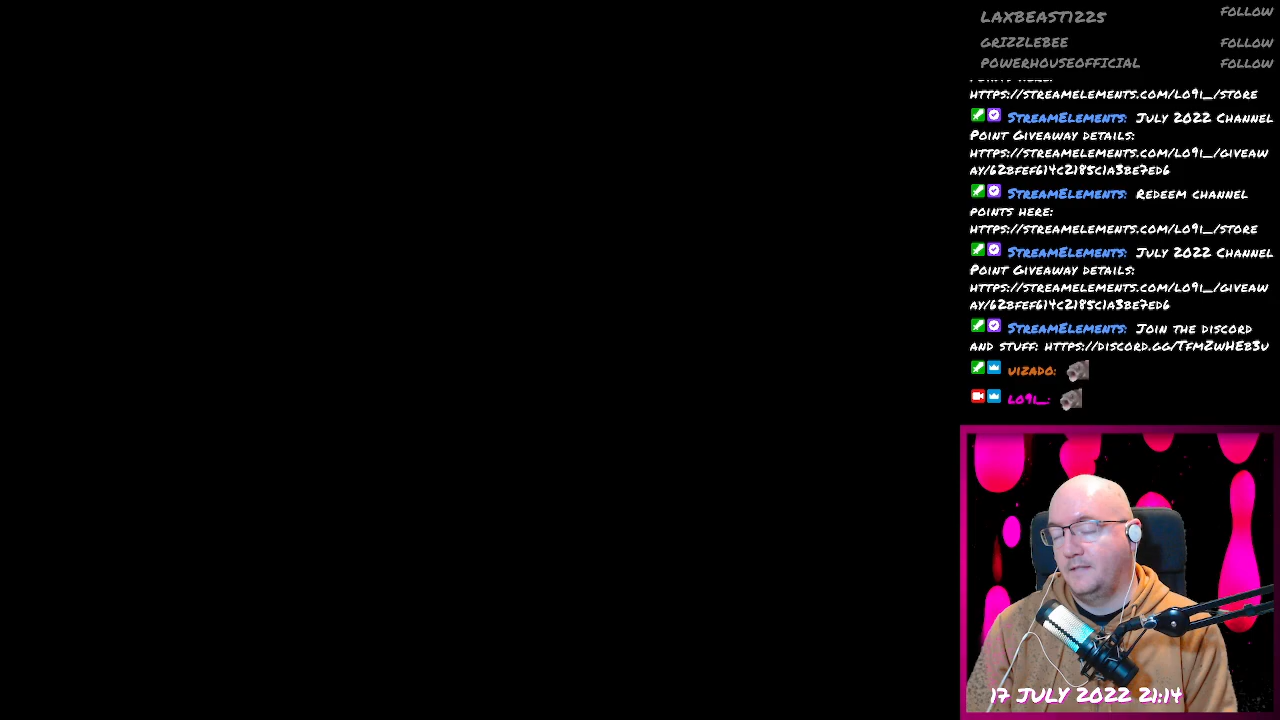 LAXBEAST1225 FOLLOW
GRIZZLEBEE FOLLOW
POWERHOUSEOFFICIAL FOLLOW
HTTPS://STREAMELEMENTS.COM/LO9I_/STORE
STREAMELEMENTS: JULY 2022 CHANNEL
POINT GIVEAWAY DETAILS:
HTTPS://STREAMELEMENTS.COM/LO9I_/GIVEAW
AY/62BFEF614C2185C1A3BE7ED6
STREAMELEMENTS: REDEEM CHANNEL
POINTS HERE:
HTTPS://STREAMELEMENTS.COM/LO9I_/STORE
STREAMELEMENTS: JULY 2022 CHANNEL
POINT GIVEAWAY DETAILS:
HTTPS://STREAMELEMENTS.COM/LO9I_/GIVEAW
AY/62BFEF614C2185C1A3BE7ED6
STREAMELEMENTS: JOIN THE DISCORD
AND STUFF: HTTPS://DISCORD.GG/TFMZWHEB3U
UIZADO:
LO9I_:
17 JULY 2022 21:14